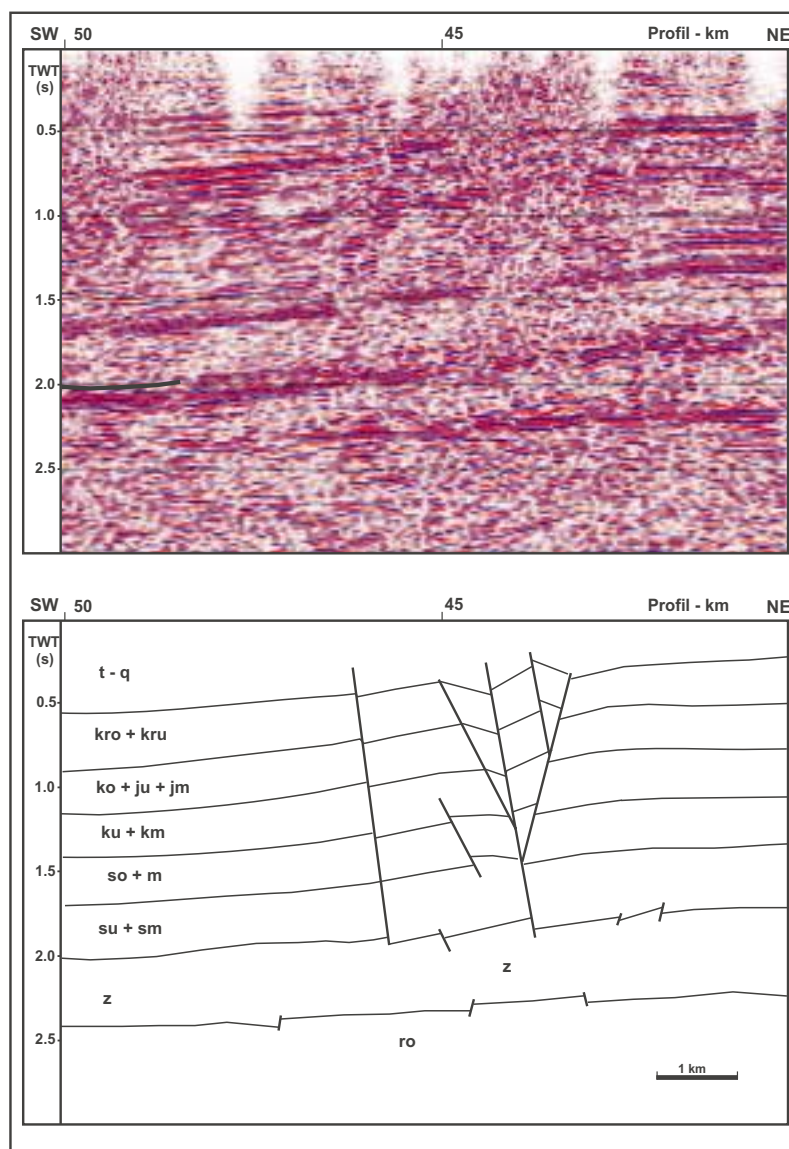 SW 50 45 Profil - km NE
TWT
(s)
0.5
1.0
1.5
2.0
2.5
SW 50 45 Profil - km NE
TWT
(s)
t - q
0.5
kro + kru
1.0
ko + ju + jm
ku + km
1.5
so + m
su + sm
2.0
z
z
2.5
ro
1 km